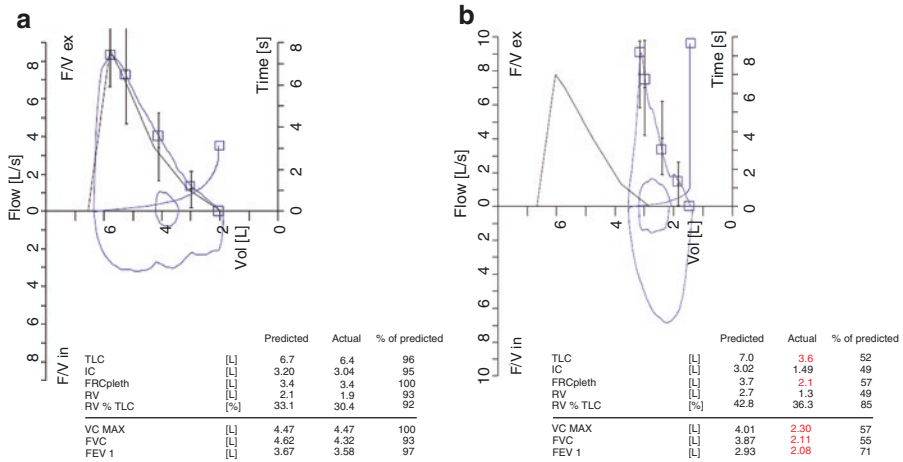 a
F/V ex
Time [s]
Flow [L/s]
8
6
4
2
0
2
4
6
8
8
6
4
2
0
6
4
2
Vol [L]
F/V in
Predicted Actual % of predicted
TLC [L] 6.7 6.4 96
IC [L] 3.20 3.04 95
FRCpleth [L] 3.4 3.4 100
RV [L] 2.1 1.9 93
RV % TLC [%] 33.1 30.4 92
VC MAX [L] 4.47 4.47 100
FVC [L] 4.62 4.32 93
FEV 1 [L] 3.67 3.58 97
b
F/V ex
Time [s]
Flow [L/s]
10
8
6
4
2
0
2
4
6
8
10
8
6
4
2
0
6
4
2
0
Vol [L]
F/V in
Predicted Actual % of predicted
TLC [L] 7.0 3.6 52
IC [L] 3.02 1.49 49
FRCpleth [L] 3.7 2.1 57
RV [L] 2.7 1.3 49
RV % TLC [%] 42.8 36.3 85
VC MAX [L] 4.01 2.30 57
FVC [L] 3.87 2.11 55
FEV 1 [L] 2.93 2.08 71